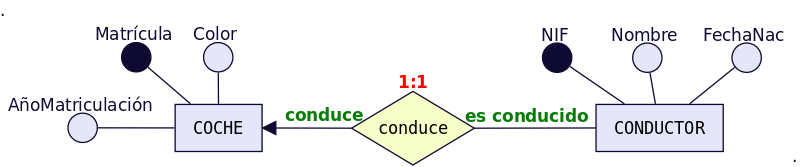 .
Matrícula
Color
NIF
Nombre
FechaNac
1:1
AñoMatriculación
conduce
es conducido
COCHE
conduce
CONDUCTOR
.